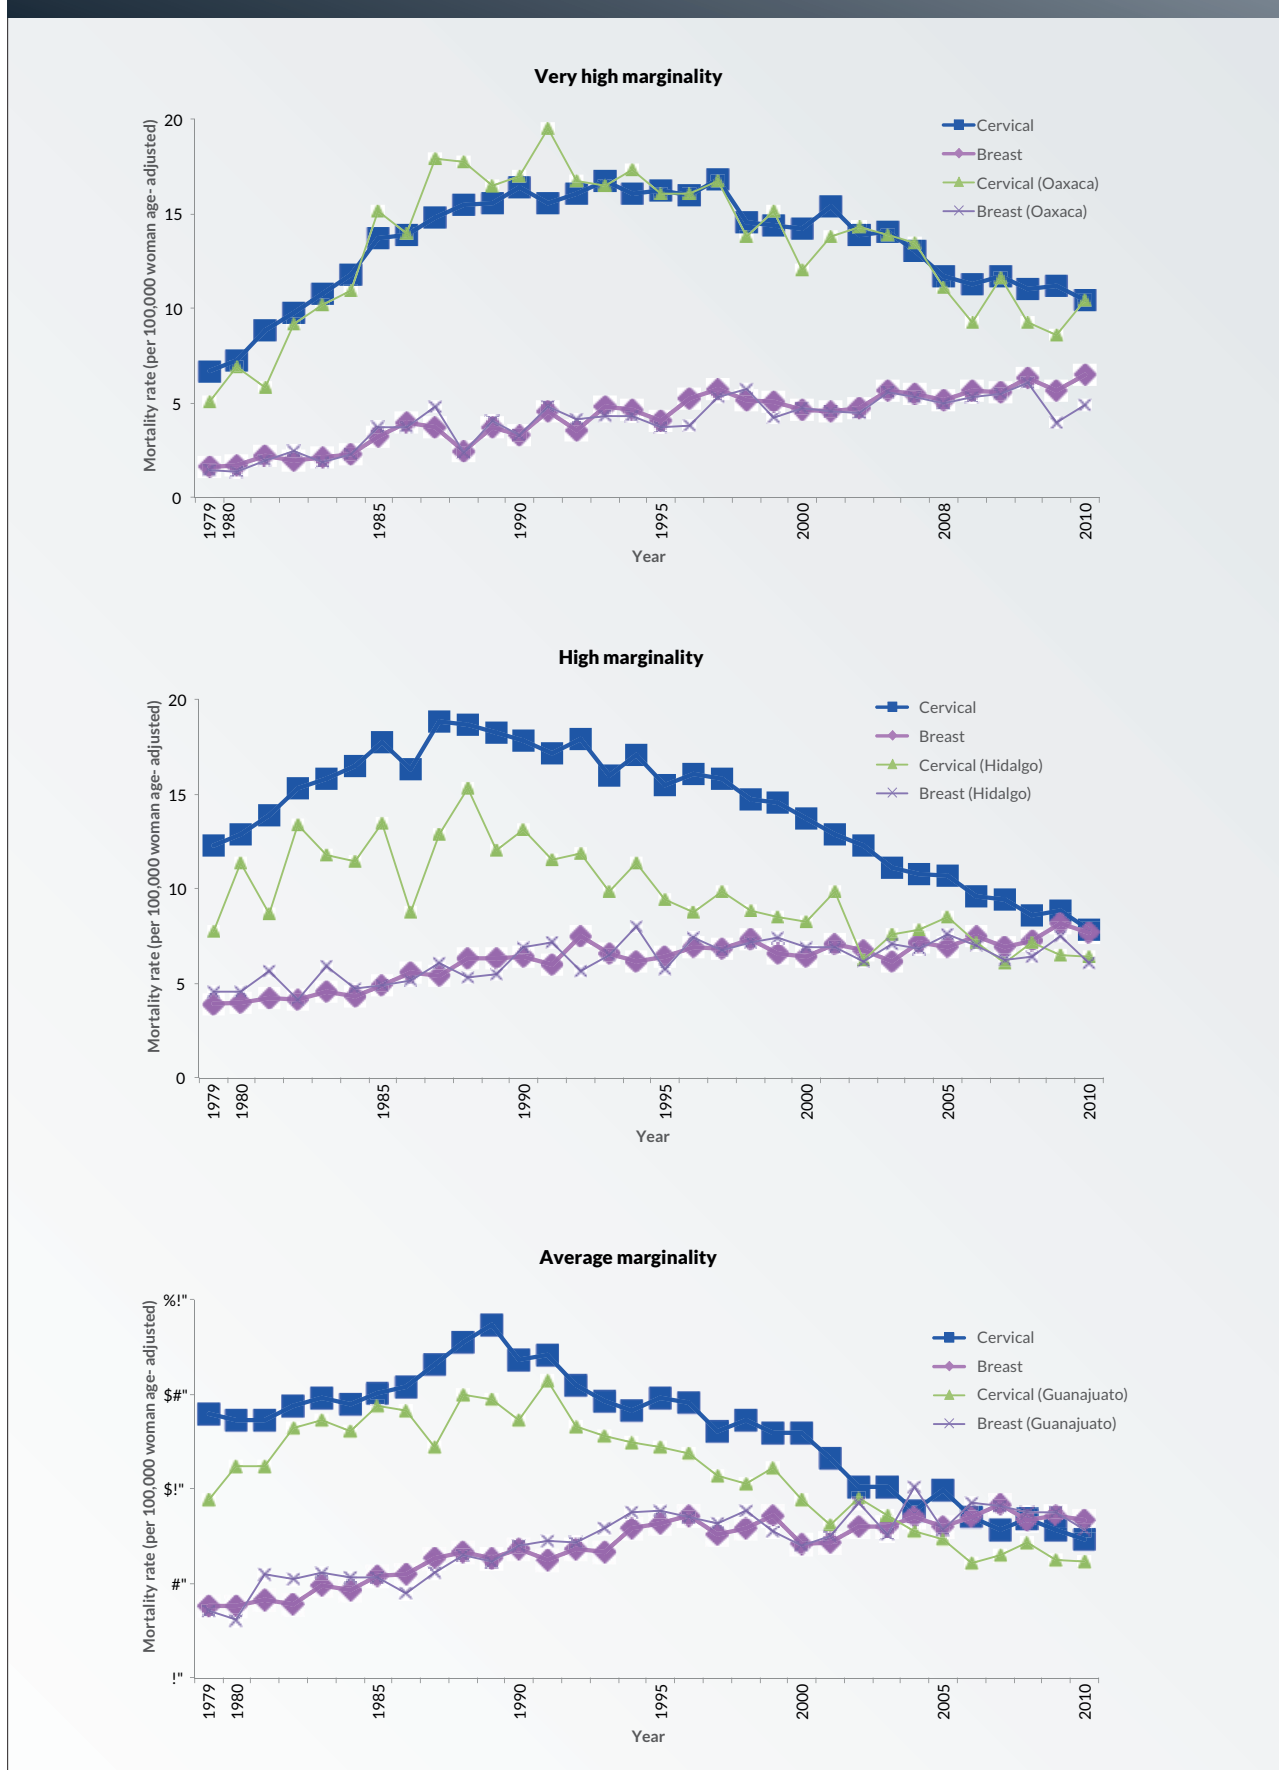 Very high marginality
Mortality rate (per 100,000 woman age- adjusted)
20
15
10
5
0
Cervical
Breast
Cervical (Oaxaca)
Breast (Oaxaca)
1979
1980
1985
1990
1995
2000
2008
2010
Year
High marginality
Mortality rate (per 100,000 woman age- adjusted)
20
15
10
5
0
Cervical
Breast
Cervical (Hidalgo)
Breast (Hidalgo)
1979
1980
1985
1990
1995
2000
2005
2010
Year
Average marginality
Mortality rate (per 100,000 woman age- adjusted)
%!"
$#"
$!"
#"
!"
Cervical
Breast
Cervical (Guanajuato)
Breast (Guanajuato)
1979
1980
1985
1990
1995
2000
2005
2010
Year